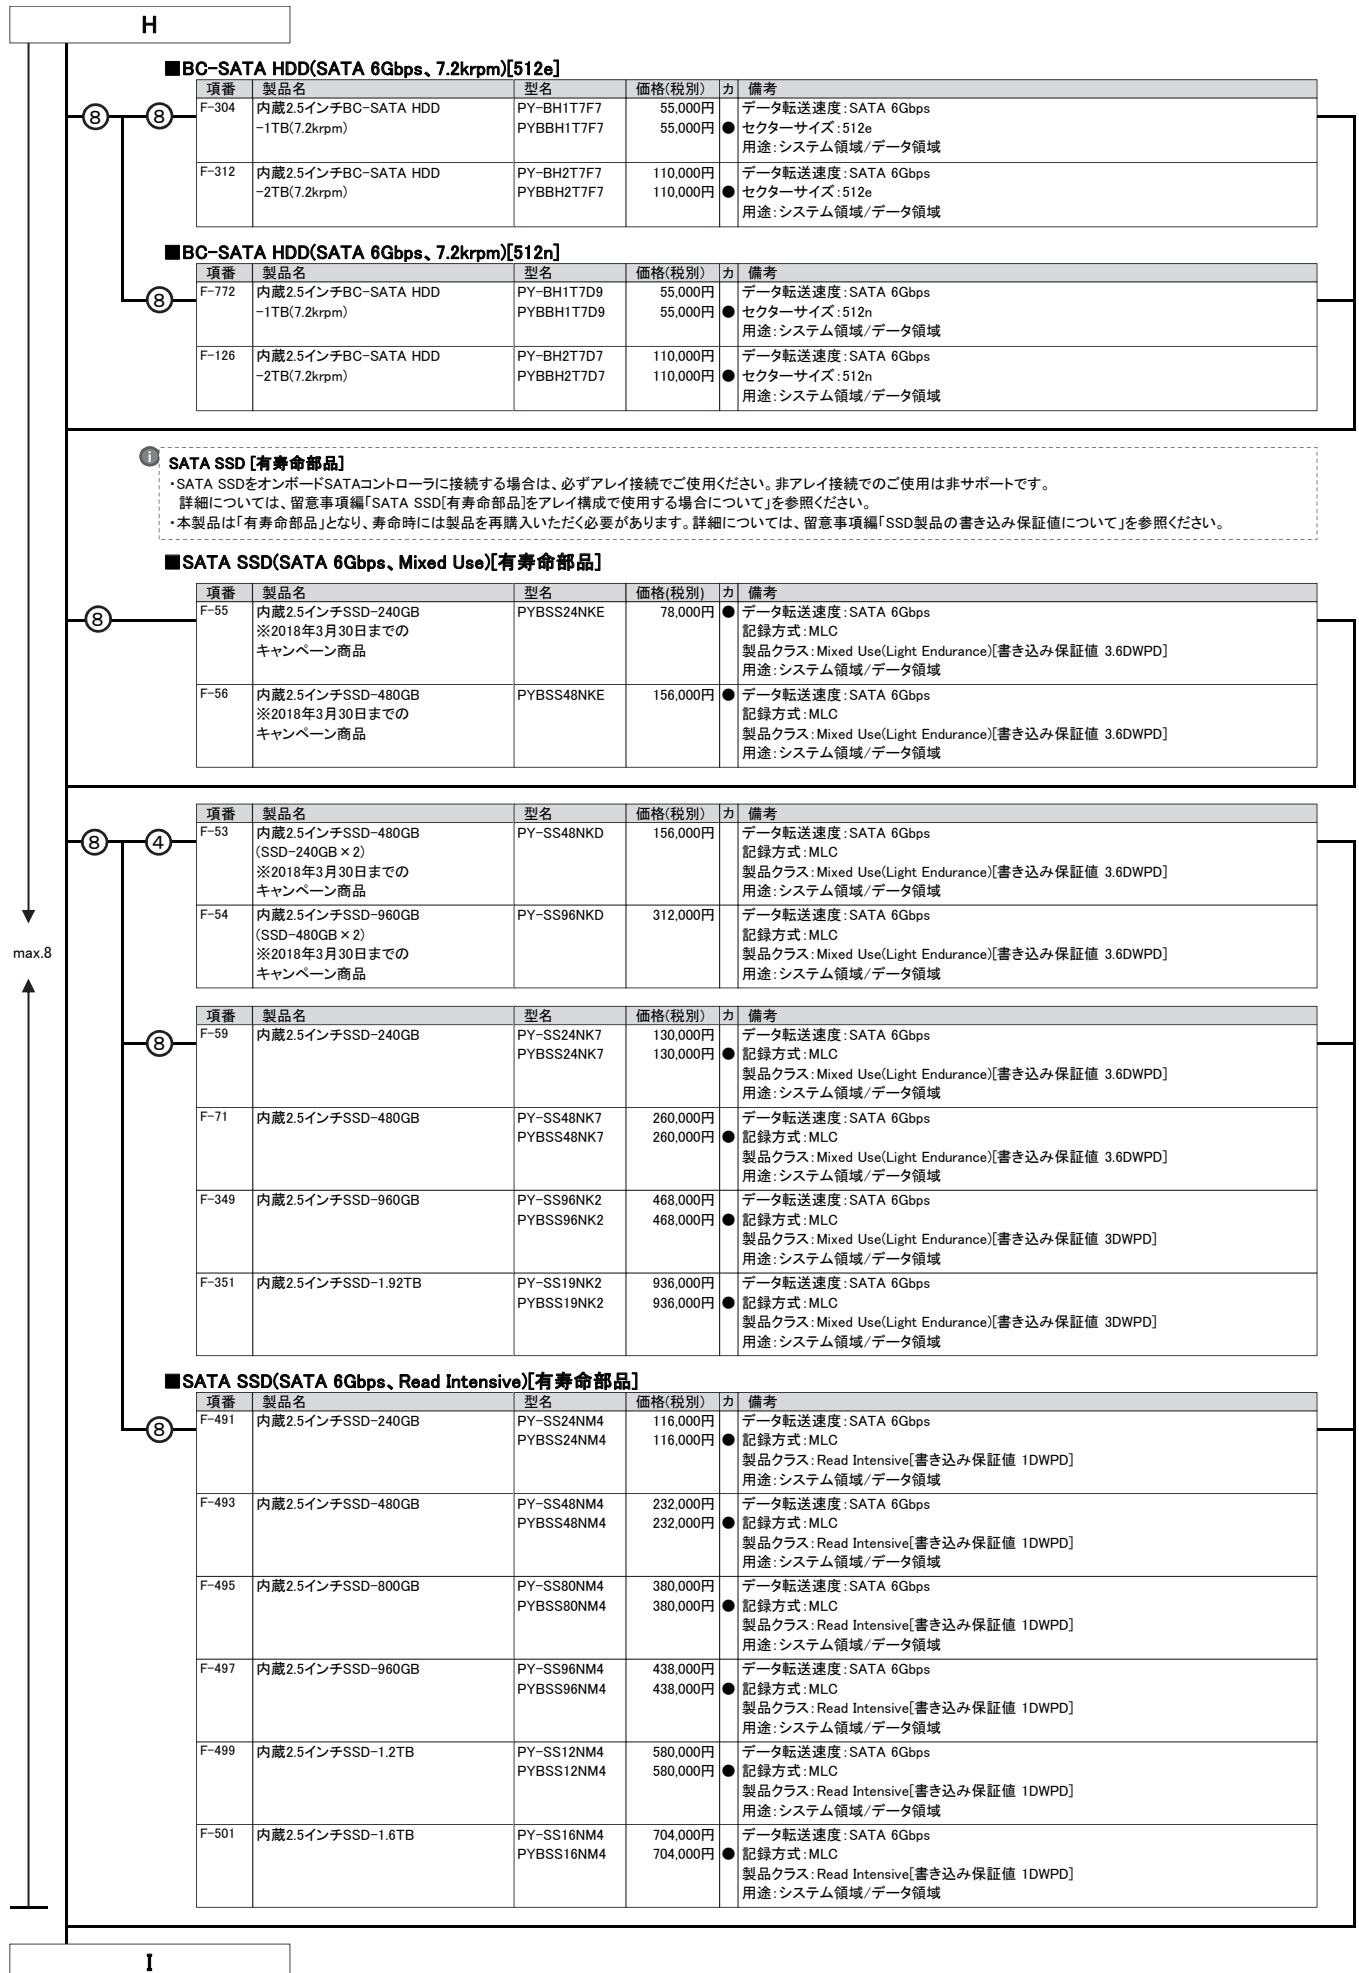 H
■BC-SATA HDD(SATA 6Gbps、7.2krpm)[512e]
項番 製品名 型名 価格(税別) カ 備考
⑧ ⑧ F-304 内蔵2.5インチBC-SATA HDD PY-BH1T7F7 55,000円 データ転送速度:SATA 6Gbps
-1TB(7.2krpm) PYBBH1T7F7 55,000円 ● セクターサイズ:512e
用途:システム領域/データ領域
F-312 内蔵2.5インチBC-SATA HDD PY-BH2T7F7 110,000円 データ転送速度:SATA 6Gbps
-2TB(7.2krpm) PYBBH2T7F7 110,000円 ● セクターサイズ:512e
用途:システム領域/データ領域
■BC-SATA HDD(SATA 6Gbps、7.2krpm)[512n]
項番 製品名 型名 価格(税別) カ 備考
⑧ F-772 内蔵2.5インチBC-SATA HDD PY-BH1T7D9 55,000円 データ転送速度:SATA 6Gbps
-1TB(7.2krpm) PYBBH1T7D9 55,000円 ● セクターサイズ:512n
用途:システム領域/データ領域
F-126 内蔵2.5インチBC-SATA HDD PY-BH2T7D7 110,000円 データ転送速度:SATA 6Gbps
-2TB(7.2krpm) PYBBH2T7D7 110,000円 ● セクターサイズ:512n
用途:システム領域/データ領域
i SATA SSD [有寿命部品]
・SATA SSDをオンボードSATAコントローラに接続する場合は、必ずアレイ接続でご使用ください。非アレイ接続でのご使用は非サポートです。
詳細については、留意事項編「SATA SSD[有寿命部品]をアレイ構成で使用する場合について」を参照ください。
・本製品は「有寿命部品」となり、寿命時には製品を再購入いただく必要があります。詳細については、留意事項編「SSD製品の書き込み保証値について」を参照ください。
■SATA SSD(SATA 6Gbps、Mixed Use)[有寿命部品]
項番 製品名 型名 価格(税別) カ 備考
⑧ F-55 内蔵2.5インチSSD-240GB PYBSS24NKE 78,000円 ● データ転送速度:SATA 6Gbps
※2018年3月30日までの 記録方式:MLC
キャンペーン商品 製品クラス:Mixed Use(Light Endurance)[書き込み保証値 3.6DWPD]
用途:システム領域/データ領域
F-56 内蔵2.5インチSSD-480GB PYBSS48NKE 156,000円 ● データ転送速度:SATA 6Gbps
※2018年3月30日までの 記録方式:MLC
キャンペーン商品 製品クラス:Mixed Use(Light Endurance)[書き込み保証値 3.6DWPD]
用途:システム領域/データ領域
項番 製品名 型名 価格(税別) カ 備考
⑧ ④ F-53 内蔵2.5インチSSD-480GB PY-SS48NKD 156,000円 データ転送速度:SATA 6Gbps
(SSD-240GB×2) 記録方式:MLC
※2018年3月30日までの 製品クラス:Mixed Use(Light Endurance)[書き込み保証値 3.6DWPD]
キャンペーン商品 用途:システム領域/データ領域
F-54 内蔵2.5インチSSD-960GB PY-SS96NKD 312,000円 データ転送速度:SATA 6Gbps
(SSD-480GB×2) 記録方式:MLC
※2018年3月30日までの 製品クラス:Mixed Use(Light Endurance)[書き込み保証値 3.6DWPD]
キャンペーン商品 用途:システム領域/データ領域
max.8
項番 製品名 型名 価格(税別) カ 備考
⑧ F-59 内蔵2.5インチSSD-240GB PY-SS24NK7 130,000円 データ転送速度:SATA 6Gbps
PYBSS24NK7 130,000円 ● 記録方式:MLC
製品クラス:Mixed Use(Light Endurance)[書き込み保証値 3.6DWPD]
用途:システム領域/データ領域
F-71 内蔵2.5インチSSD-480GB PY-SS48NK7 260,000円 データ転送速度:SATA 6Gbps
PYBSS48NK7 260,000円 ● 記録方式:MLC
製品クラス:Mixed Use(Light Endurance)[書き込み保証値 3.6DWPD]
用途:システム領域/データ領域
F-349 内蔵2.5インチSSD-960GB PY-SS96NK2 468,000円 データ転送速度:SATA 6Gbps
PYBSS96NK2 468,000円 ● 記録方式:MLC
製品クラス:Mixed Use(Light Endurance)[書き込み保証値 3DWPD]
用途:システム領域/データ領域
F-351 内蔵2.5インチSSD-1.92TB PY-SS19NK2 936,000円 データ転送速度:SATA 6Gbps
PYBSS19NK2 936,000円 ● 記録方式:MLC
製品クラス:Mixed Use(Light Endurance)[書き込み保証値 3DWPD]
用途:システム領域/データ領域
■SATA SSD(SATA 6Gbps、Read Intensive)[有寿命部品]
項番 製品名 型名 価格(税別) カ 備考
⑧ F-491 内蔵2.5インチSSD-240GB PY-SS24NM4 116,000円 データ転送速度:SATA 6Gbps
PYBSS24NM4 116,000円 ● 記録方式:MLC
製品クラス:Read Intensive[書き込み保証値 1DWPD]
用途:システム領域/データ領域
F-493 内蔵2.5インチSSD-480GB PY-SS48NM4 232,000円 データ転送速度:SATA 6Gbps
PYBSS48NM4 232,000円 ● 記録方式:MLC
製品クラス:Read Intensive[書き込み保証値 1DWPD]
用途:システム領域/データ領域
F-495 内蔵2.5インチSSD-800GB PY-SS80NM4 380,000円 データ転送速度:SATA 6Gbps
PYBSS80NM4 380,000円 ● 記録方式:MLC
製品クラス:Read Intensive[書き込み保証値 1DWPD]
用途:システム領域/データ領域
F-497 内蔵2.5インチSSD-960GB PY-SS96NM4 438,000円 データ転送速度:SATA 6Gbps
PYBSS96NM4 438,000円 ● 記録方式:MLC
製品クラス:Read Intensive[書き込み保証値 1DWPD]
用途:システム領域/データ領域
F-499 内蔵2.5インチSSD-1.2TB PY-SS12NM4 580,000円 データ転送速度:SATA 6Gbps
PYBSS12NM4 580,000円 ● 記録方式:MLC
製品クラス:Read Intensive[書き込み保証値 1DWPD]
用途:システム領域/データ領域
F-501 内蔵2.5インチSSD-1.6TB PY-SS16NM4 704,000円 データ転送速度:SATA 6Gbps
PYBSS16NM4 704,000円 ● 記録方式:MLC
製品クラス:Read Intensive[書き込み保証値 1DWPD]
用途:システム領域/データ領域
I